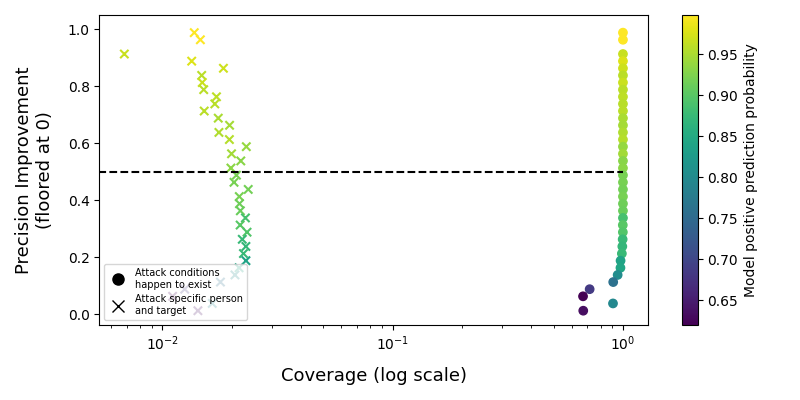 Precision Improvement
(floored at 0)
1.0
0.8
0.6
0.4
0.2
0.0
Attack conditions
happen to exist
Attack specific person
and target
10⁻²
10⁻¹
10⁰
Coverage (log scale)
0.95
0.90
0.85
0.80
0.75
0.70
0.65
Model positive prediction probability